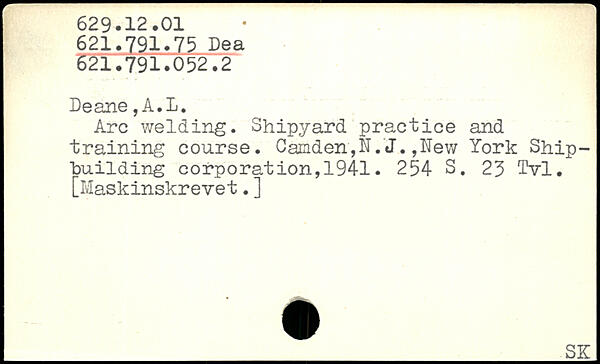 629.12.01
621.791.75 Dea
621.791.052.2
Deane,A.L.
Arc welding. Shipyard practice and
training course. Camden,N.J.,New York Ship-
building corporation,1941. 254 S. 23 Tvl.
[Maskinskrevet.]
SK